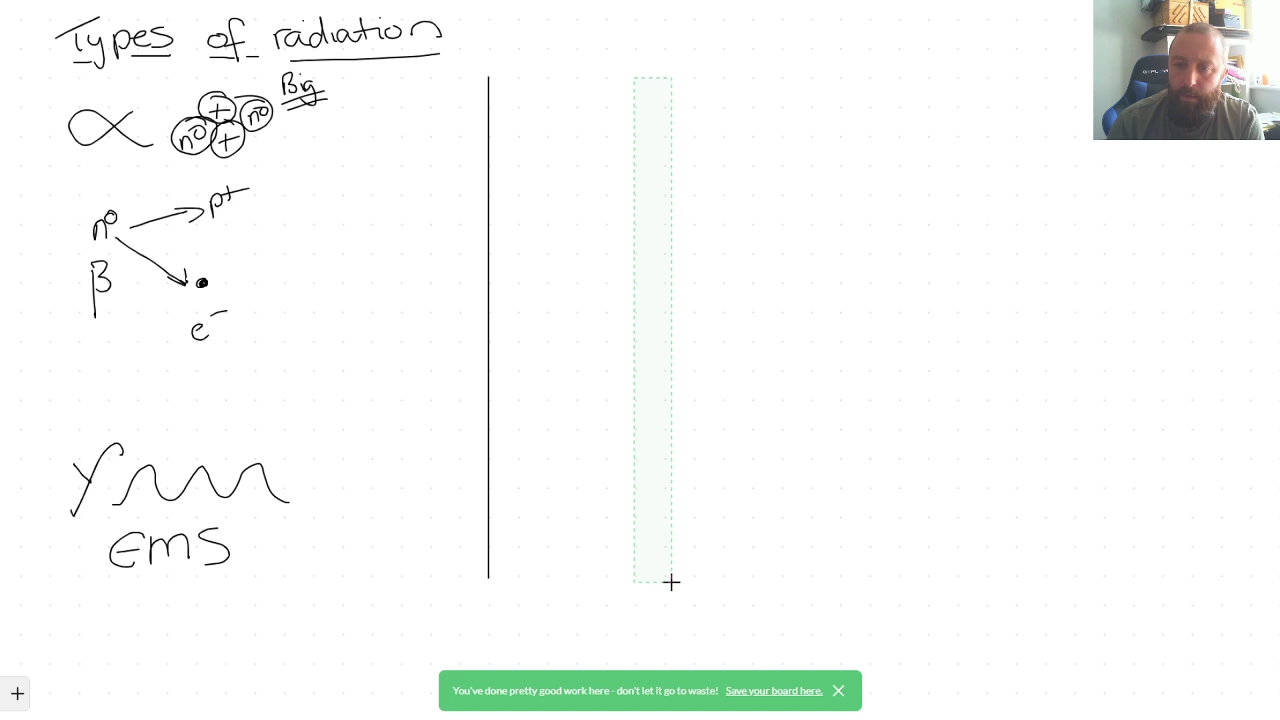 Types of radiation
Big
∝ n⁰ + + n⁰
n⁰ → p⁺
β
e⁻
γ
EMS
You've done pretty good work here - don't let it go to waste! Save your board here.